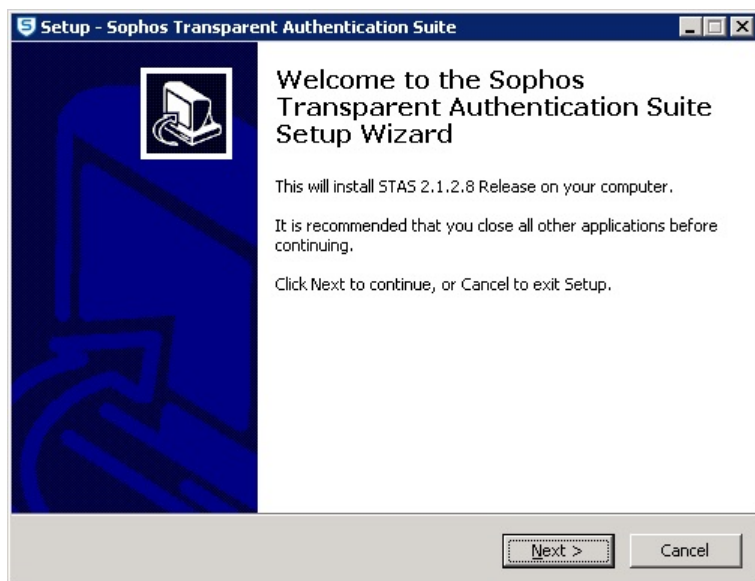 Setup - Sophos Transparent Authentication Suite
Welcome to the Sophos
Transparent Authentication Suite
Setup Wizard
This will install STAS 2.1.2.8 Release on your computer.
It is recommended that you close all other applications before
continuing.
Click Next to continue, or Cancel to exit Setup.
Next >
Cancel